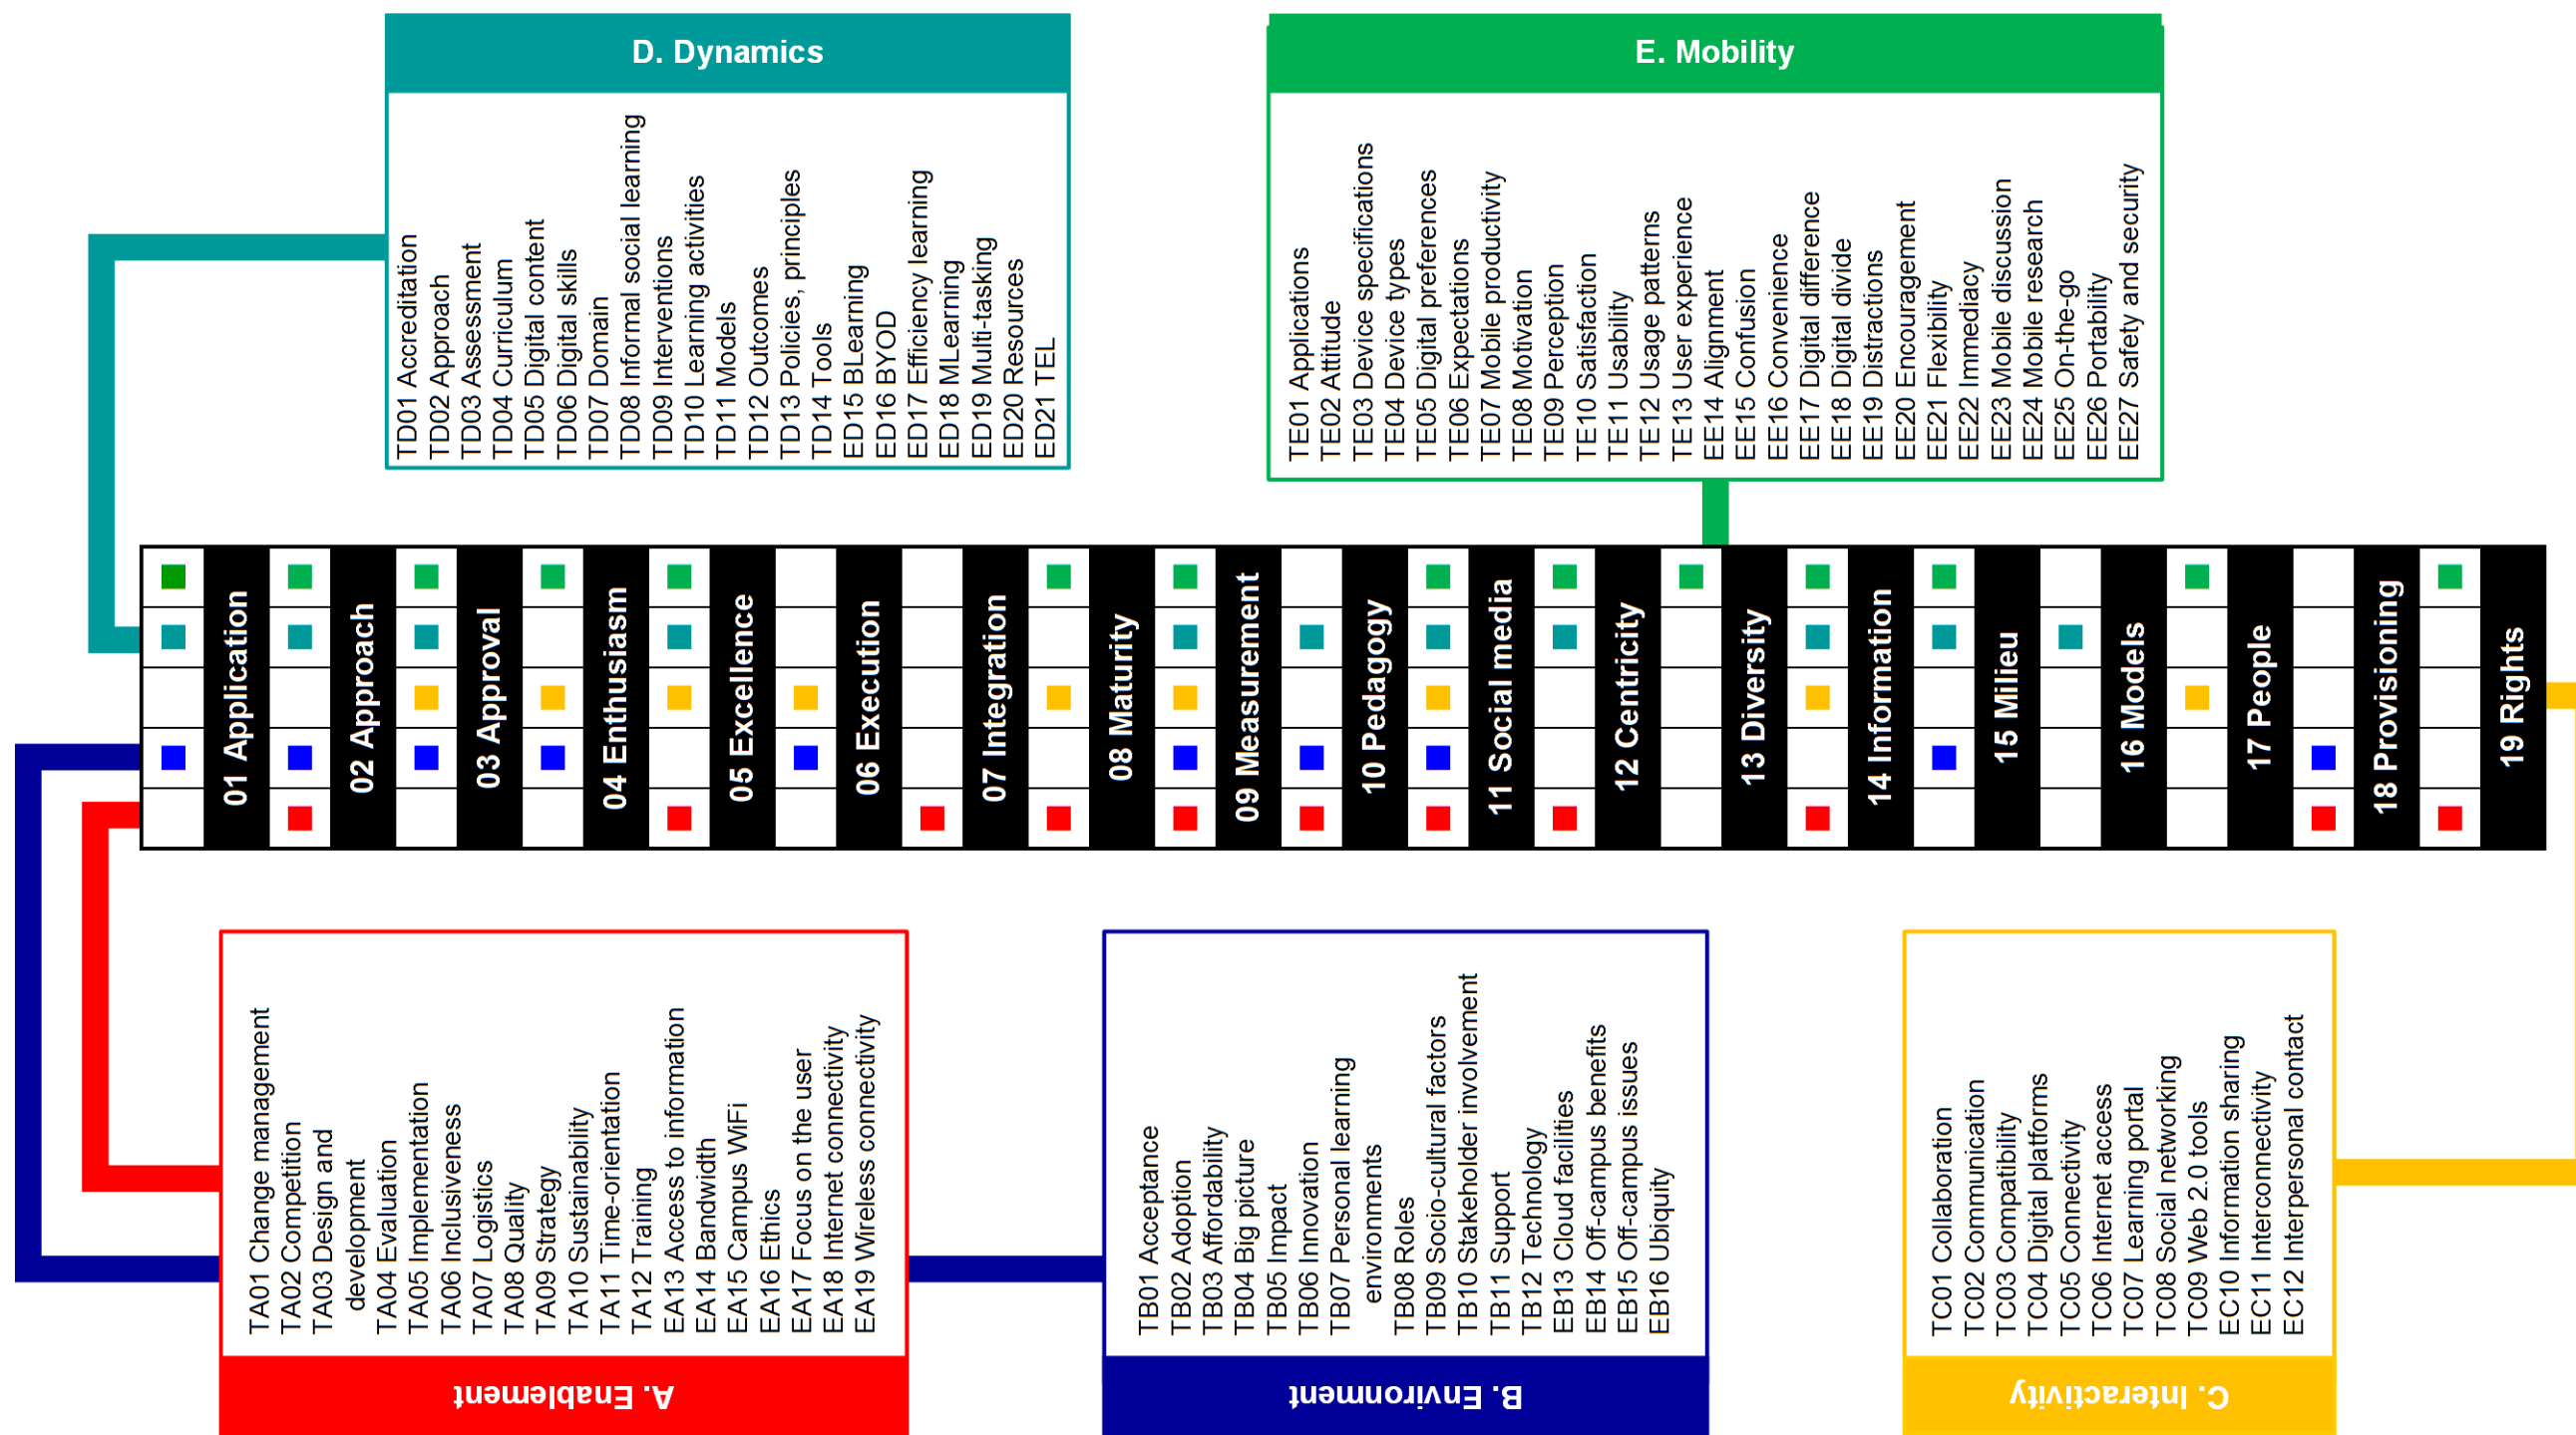 D. Dynamics
TD01 Accreditation
TD02 Approach
TD03 Assessment
TD04 Curriculum
TD05 Digital content
TD06 Digital skills
TD07 Domain
TD08 Informal social learning
TD09 Interventions
TD10 Learning activities
TD11 Models
TD12 Outcomes
TD13 Policies, principles
TD14 Tools
ED15 BLearning
ED16 BYOD
ED17 Efficiency learning
ED18 MLearning
ED19 Multi-tasking
ED20 Resources
ED21 TEL
E. Mobility
TE01 Applications
TE02 Attitude
TE03 Device specifications
TE04 Device types
TE05 Digital preferences
TE06 Expectations
TE07 Mobile productivity
TE08 Motivation
TE09 Perception
TE10 Satisfaction
TE11 Usability
TE12 Usage patterns
TE13 User experience
EE14 Alignment
EE15 Confusion
EE16 Convenience
EE17 Digital difference
EE18 Digital divide
EE19 Distractions
EE20 Encouragement
EE21 Flexibility
EE22 Immediacy
EE23 Mobile discussion
EE24 Mobile research
EE25 On-the-go
EE26 Portability
EE27 Safety and security
01 Application
02 Approach
03 Approval
04 Enthusiasm
05 Excellence
06 Execution
07 Integration
08 Maturity
09 Measurement
10 Pedagogy
11 Social media
12 Centricity
13 Diversity
14 Information
15 Milieu
16 Models
17 People
18 Provisioning
19 Rights
TA01 Change management
TA02 Competition
TA03 Design and
development
TA04 Evaluation
TA05 Implementation
TA06 Inclusiveness
TA07 Logistics
TA08 Quality
TA09 Strategy
TA10 Sustainability
TA11 Time-orientation
TA12 Training
EA13 Access to information
EA14 Bandwidth
EA15 Campus WiFi
EA16 Ethics
EA17 Focus on the user
EA18 Internet connectivity
EA19 Wireless connectivity
A. Enablement
TB01 Acceptance
TB02 Adoption
TB03 Affordability
TB04 Big picture
TB05 Impact
TB06 Innovation
TB07 Personal learning
environments
TB08 Roles
TB09 Socio-cultural factors
TB10 Stakeholder involvement
TB11 Support
TB12 Technology
EB13 Cloud facilities
EB14 Off-campus benefits
EB15 Off-campus issues
EB16 Ubiquity
B. Environment
TC01 Collaboration
TC02 Communication
TC03 Compatibility
TC04 Digital platforms
TC05 Connectivity
TC06 Internet access
TC07 Learning portal
TC08 Social networking
TC09 Web 2.0 tools
EC10 Information sharing
EC11 Interconnectivity
EC12 Interpersonal contact
C. Interactivity